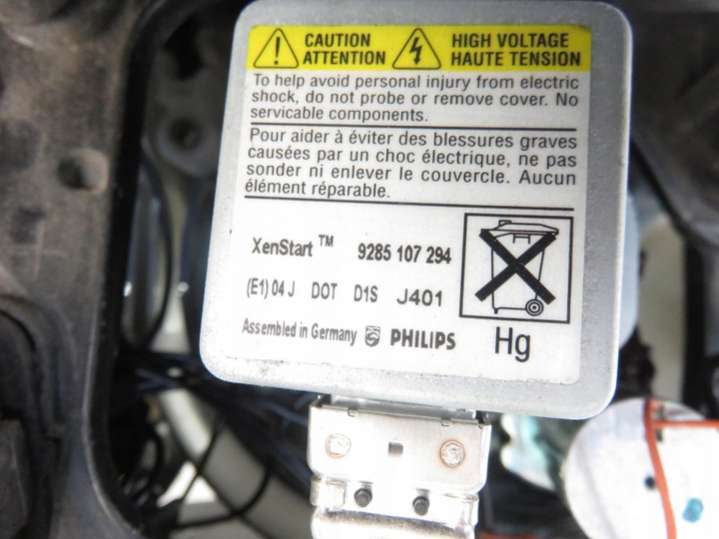 CAUTION
ATTENTION
HIGH VOLTAGE
HAUTE TENSION
To help avoid personal injury from electric
shock, do not probe or remove cover. No
servicable components.
Pour aider à éviter des blessures graves
causées par un choc électrique, ne pas
sonder ni enlever le couvercle. Aucun
élément réparable.
XenStart™ 9285 107 294
(E1) 04 J DOT D1S J401
Assembled in Germany PHILIPS
Hg